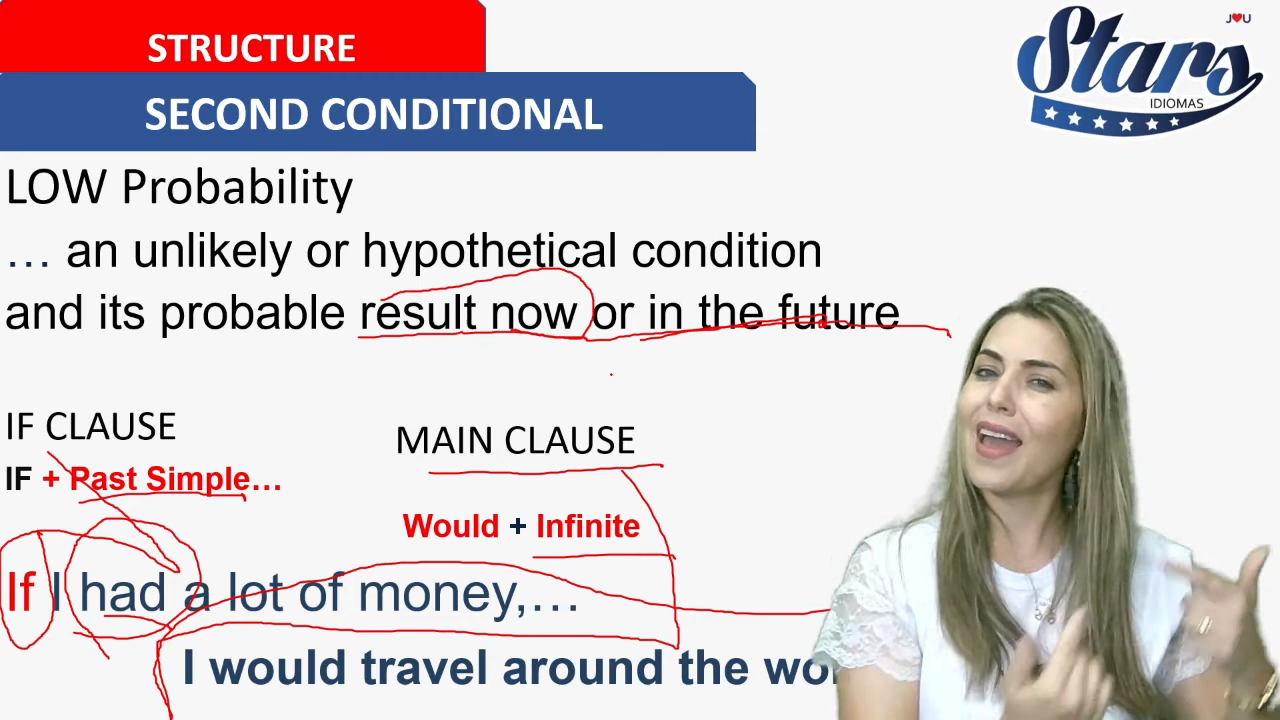 STRUCTURE
J♥U
Stars
IDIOMAS
SECOND CONDITIONAL
LOW Probability
… an unlikely or hypothetical condition
and its probable result now or in the future
IF CLAUSE
MAIN CLAUSE
IF + Past Simple…
Would + Infinite
If I had a lot of money,…
I would travel around the